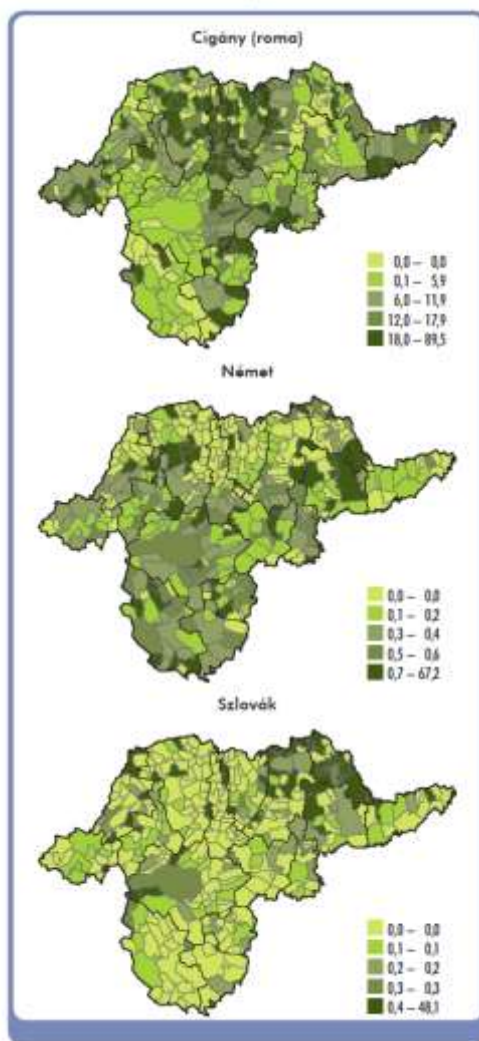 Cigány (roma)
0,0 – 0,0
0,1 – 5,9
6,0 – 11,9
12,0 – 17,9
18,0 – 89,5
Német
0,0 – 0,0
0,1 – 0,2
0,3 – 0,4
0,5 – 0,6
0,7 – 67,2
Szlovák
0,0 – 0,0
0,1 – 0,1
0,2 – 0,2
0,3 – 0,3
0,4 – 48,1